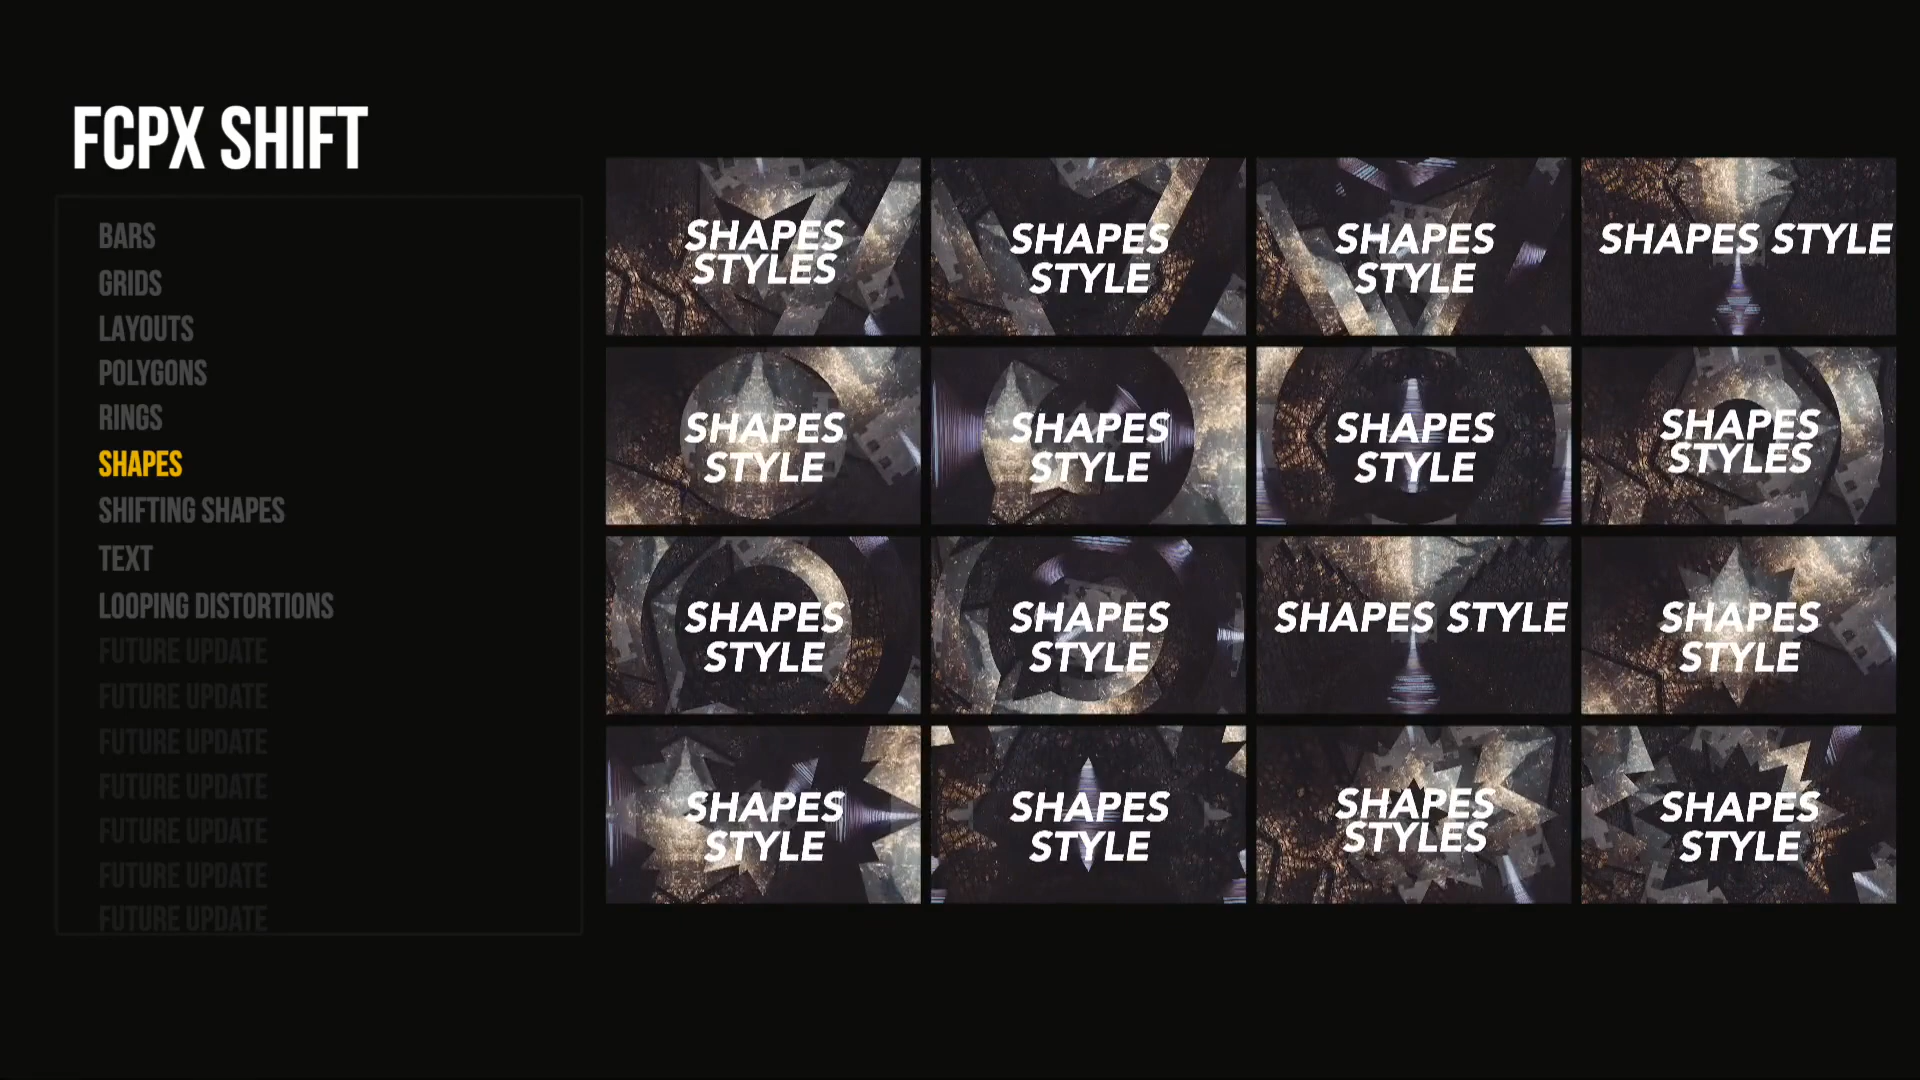 FCPX SHIFT
BARS
GRIDS
LAYOUTS
POLYGONS
RINGS
SHAPES
SHIFTING SHAPES
TEXT
LOOPING DISTORTIONS
FUTURE UPDATE
FUTURE UPDATE
FUTURE UPDATE
FUTURE UPDATE
FUTURE UPDATE
FUTURE UPDATE
FUTURE UPDATE
SHAPES
STYLES
SHAPES
STYLE
SHAPES
STYLE
SHAPES STYLE
SHAPES
STYLE
SHAPES
STYLE
SHAPES
STYLE
SHAPES
STYLES
SHAPES
STYLE
SHAPES
STYLE
SHAPES STYLE
SHAPES
STYLE
SHAPES
STYLE
SHAPES
STYLE
SHAPES
STYLES
SHAPES
STYLE